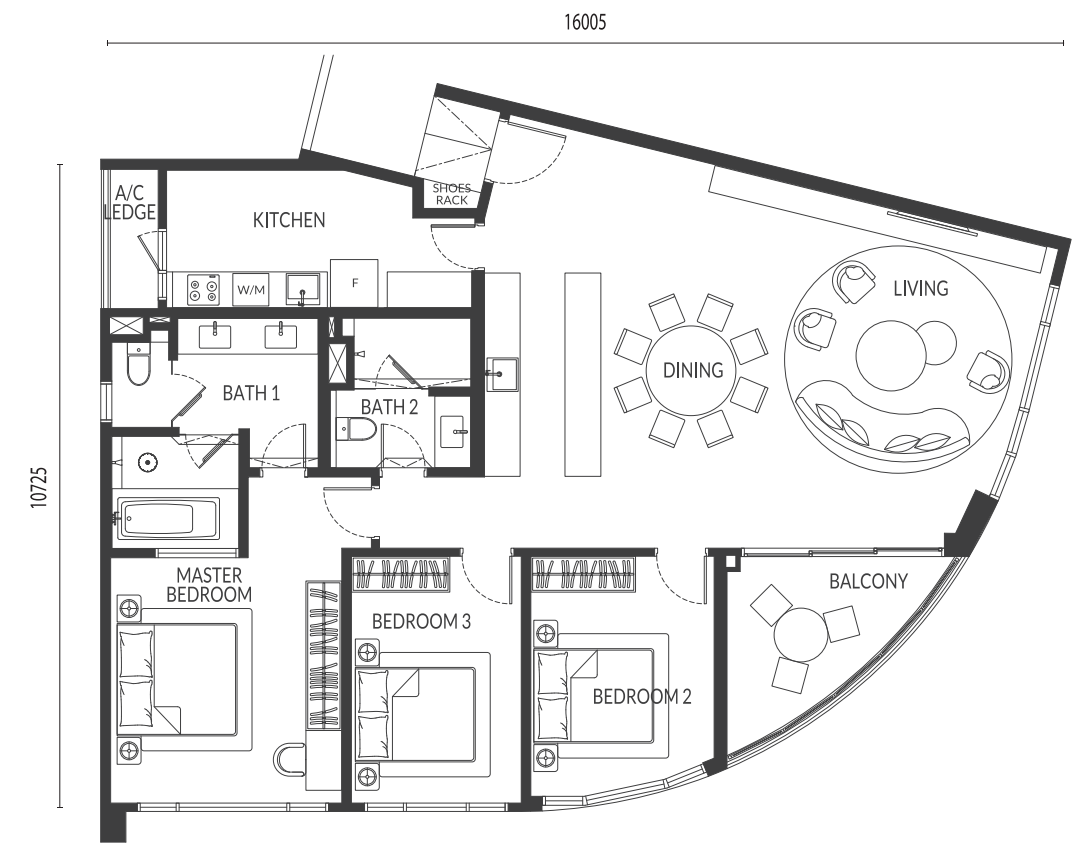 16005
A/C
LEDGE
KITCHEN
SHOES
RACK
W/M
F
LIVING
DINING
BATH 1
BATH 2
10725
MASTER
BEDROOM
BEDROOM 3
BEDROOM 2
BALCONY